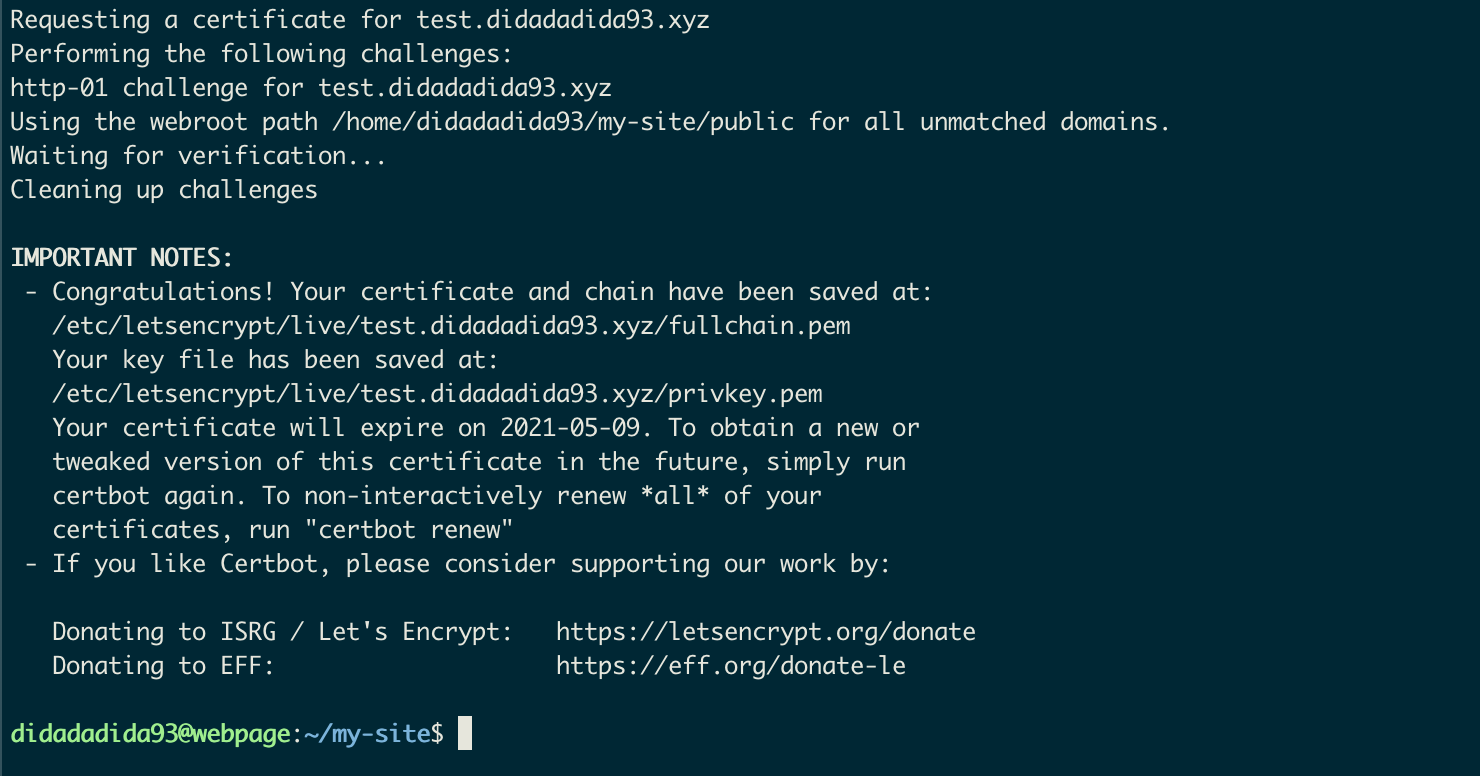 Requesting a certificate for test.didadadida93.xyz
Performing the following challenges:
http-01 challenge for test.didadadida93.xyz
Using the webroot path /home/didadadida93/my-site/public for all unmatched domains.
Waiting for verification...
Cleaning up challenges
IMPORTANT NOTES:
- Congratulations! Your certificate and chain have been saved at:
/etc/letsencrypt/live/test.didadadida93.xyz/fullchain.pem
Your key file has been saved at:
/etc/letsencrypt/live/test.didadadida93.xyz/privkey.pem
Your certificate will expire on 2021-05-09. To obtain a new or
tweaked version of this certificate in the future, simply run
certbot again. To non-interactively renew *all* of your
certificates, run "certbot renew"
- If you like Certbot, please consider supporting our work by:
Donating to ISRG / Let's Encrypt:   https://letsencrypt.org/donate
Donating to EFF:                    https://eff.org/donate-le
didadadida93@webpage:~/my-site$